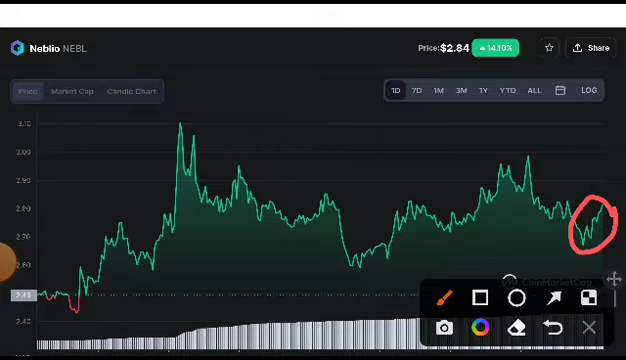 Neblio NEBL
Price:$2.84 ▲14.10% Share
Price Market Cap Candle Chart
1D 7D 1M 3M 1Y YTD ALL LOG
3.10
3.00
2.90
2.80
2.70
2.60
2.40
CoinMarketCap